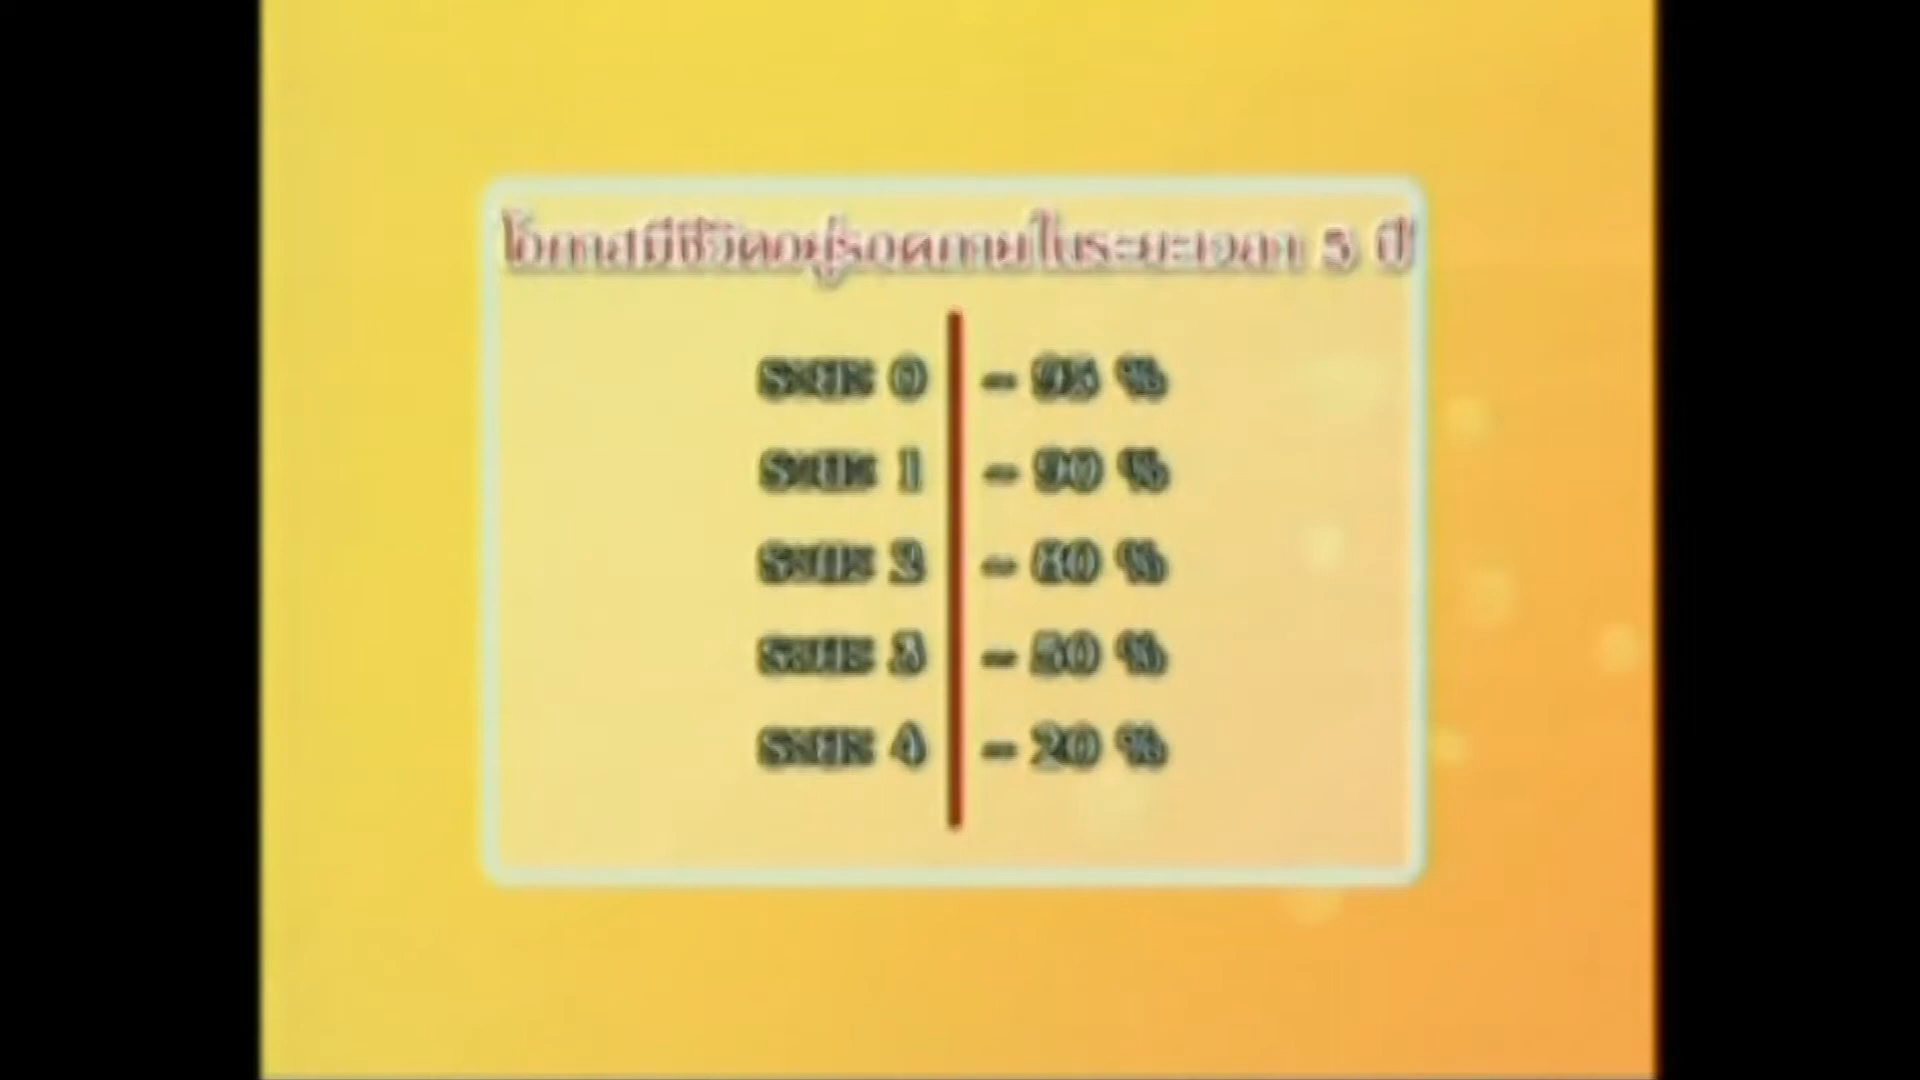 โอกาสมีชีวิตอยู่รอดภายในระยะเวลา 5 ปี
ระยะ 0 - 95 %
ระยะ 1 - 90 %
ระยะ 2 - 80 %
ระยะ 3 - 50 %
ระยะ 4 - 20 %